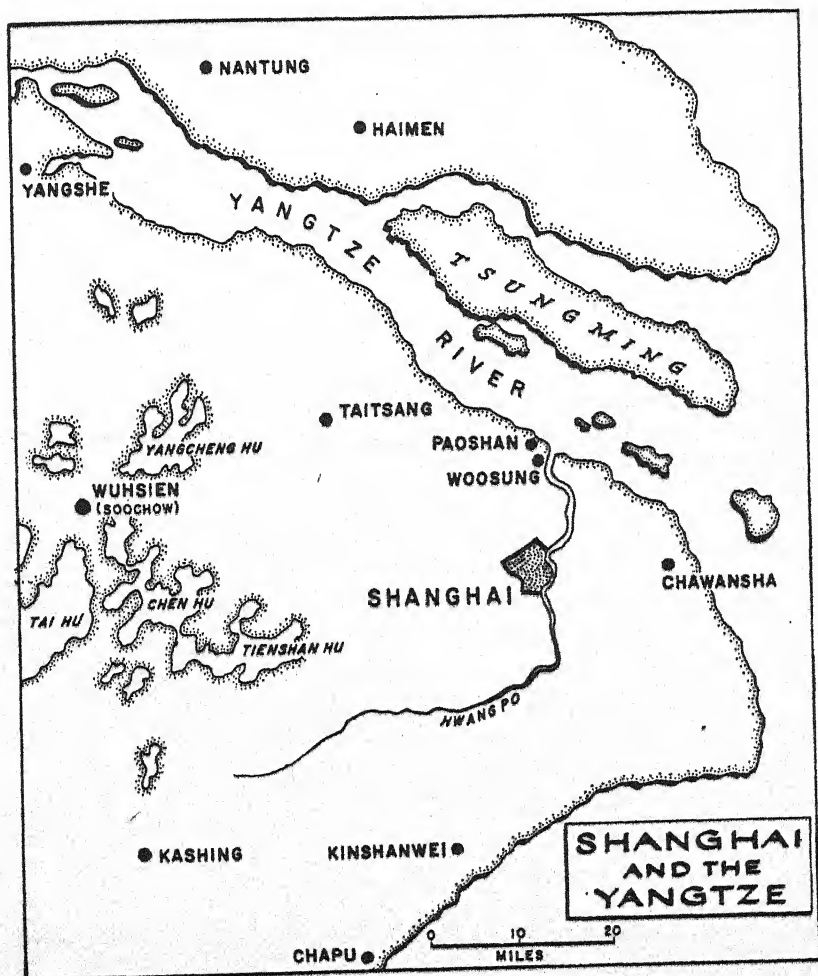 NANTUNG
HAIMEN
YANGSHE
YANGTZE
RIVER
TSUNGMING
TAITSANG
YANGCHENG HU
PAOSHAN
WOOSUNG
WUHSIEN
(SOOCHOW)
CHAWANSHA
SHANGHAI
CHEN HU
TAI HU
TIENSHAN HU
HWANG PO
KASHING
KINSHANWEI
CHAPU
SHANGHAI
AND THE
YANGTZE
0 10 20
MILES